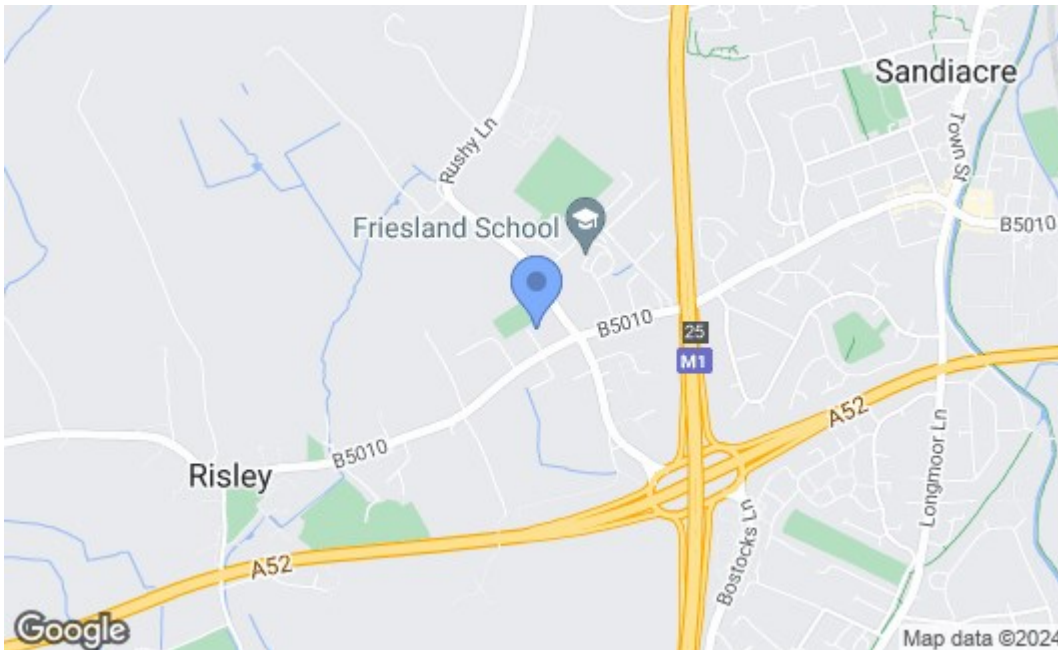 Sandiacre
Rushy Ln
Town St
Friesland School
B5010
B5010
25
M1
A52
Longmoor Ln
B5010
Risley
Bostocks Ln
A52
Google
Map data ©2024